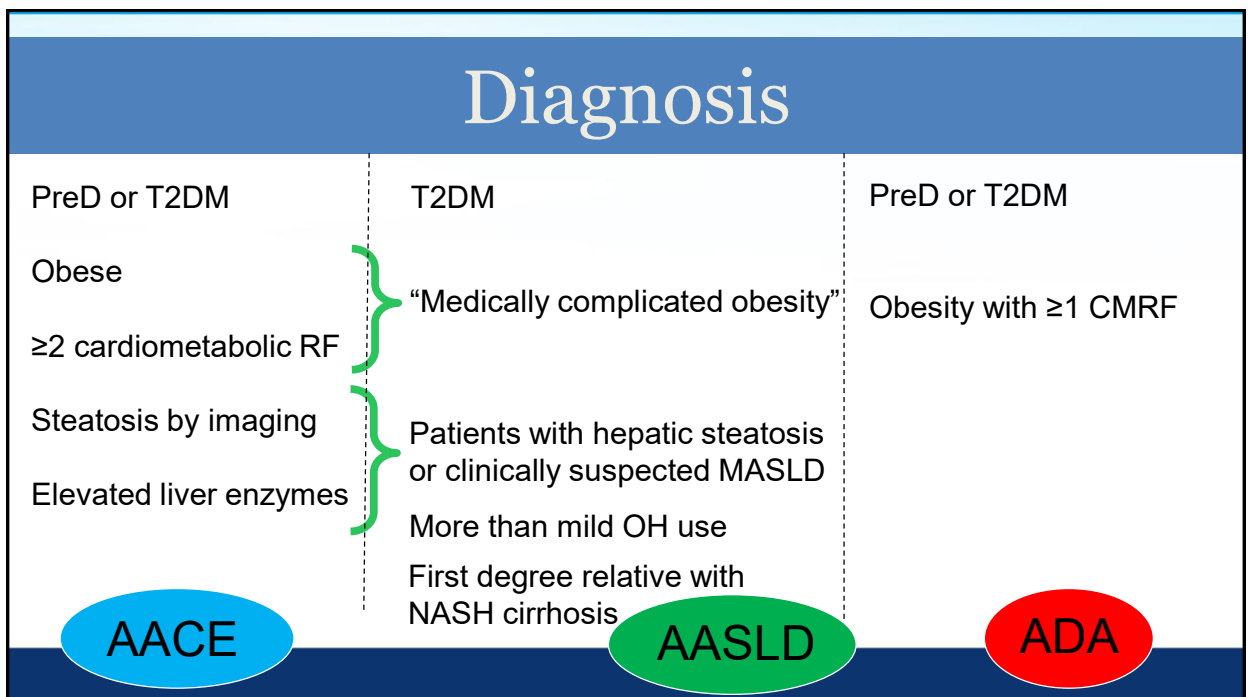 Diagnosis
PreD or T2DM
Obese
≥2 cardiometabolic RF
Steatosis by imaging
Elevated liver enzymes
AACE
T2DM
“Medically complicated obesity”
Patients with hepatic steatosis
or clinically suspected MASLD
More than mild OH use
First degree relative with
NASH cirrhosis
AASLD
PreD or T2DM
Obesity with ≥1 CMRF
ADA